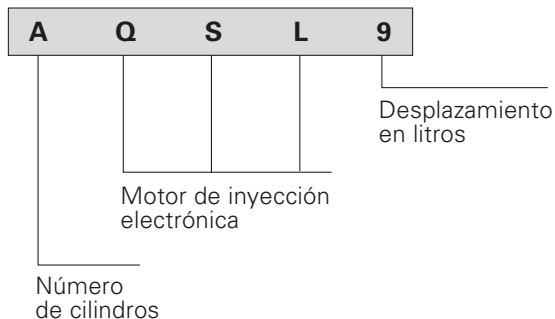 A Q S L 9
Desplazamiento
en litros
Motor de inyección
electrónica
Número
de cilindros